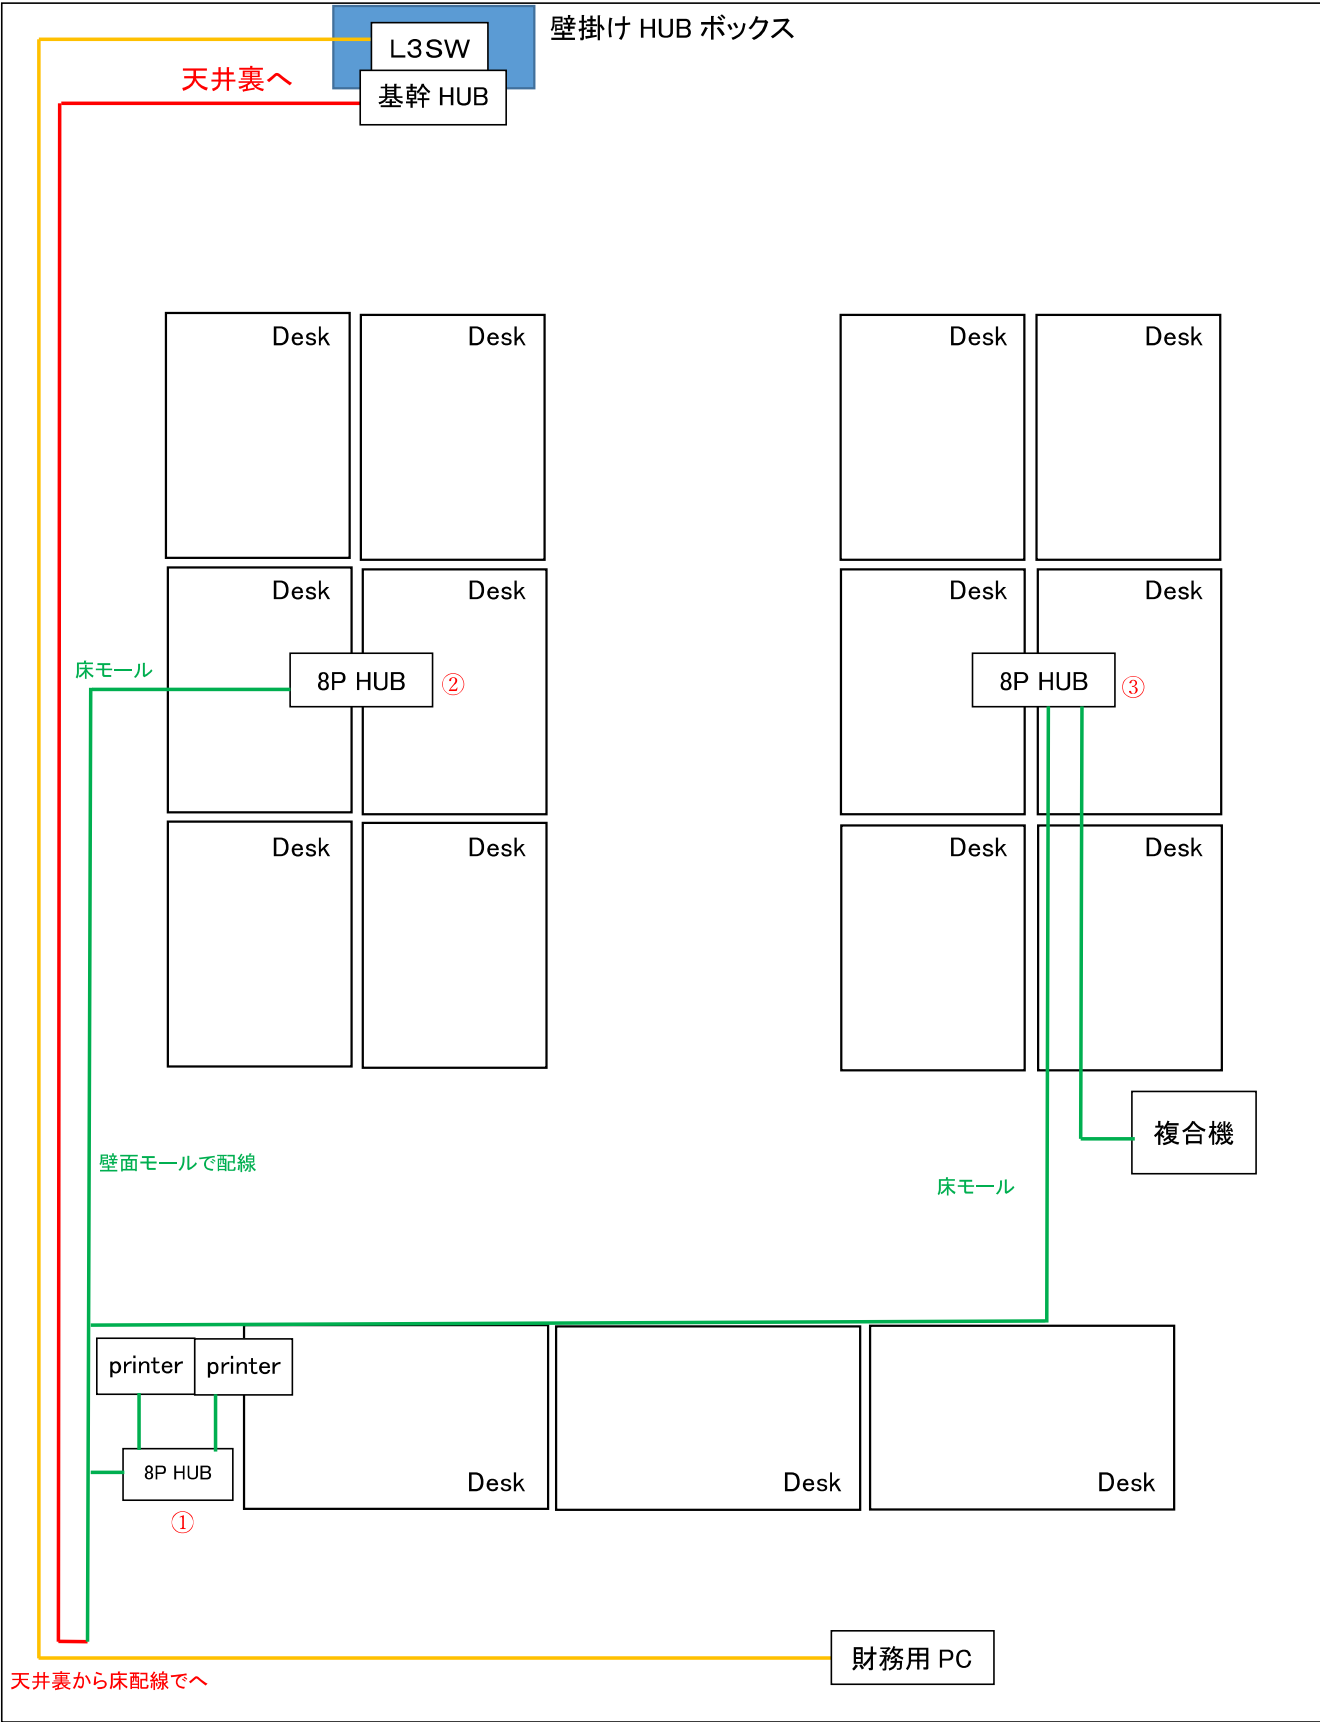 壁掛け HUB ボックス
L3SW
天井裏へ
基幹 HUB
Desk
Desk
Desk
Desk
Desk
Desk
Desk
Desk
床モール
8P HUB
②
8P HUB
③
Desk
Desk
Desk
Desk
複合機
壁面モールで配線
床モール
printer
printer
8P HUB
Desk
Desk
Desk
①
財務用 PC
天井裏から床配線でへ